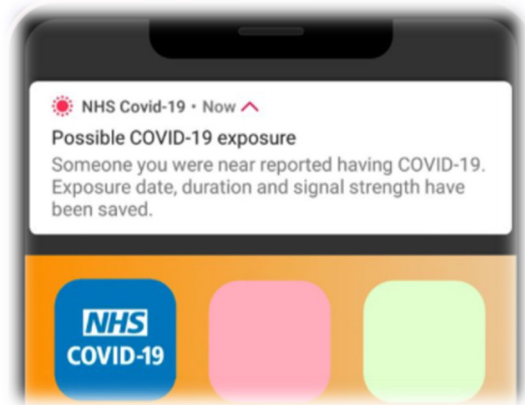 NHS Covid-19 • Now
Possible COVID-19 exposure
Someone you were near reported having COVID-19.
Exposure date, duration and signal strength have
been saved.
NHS
COVID-19